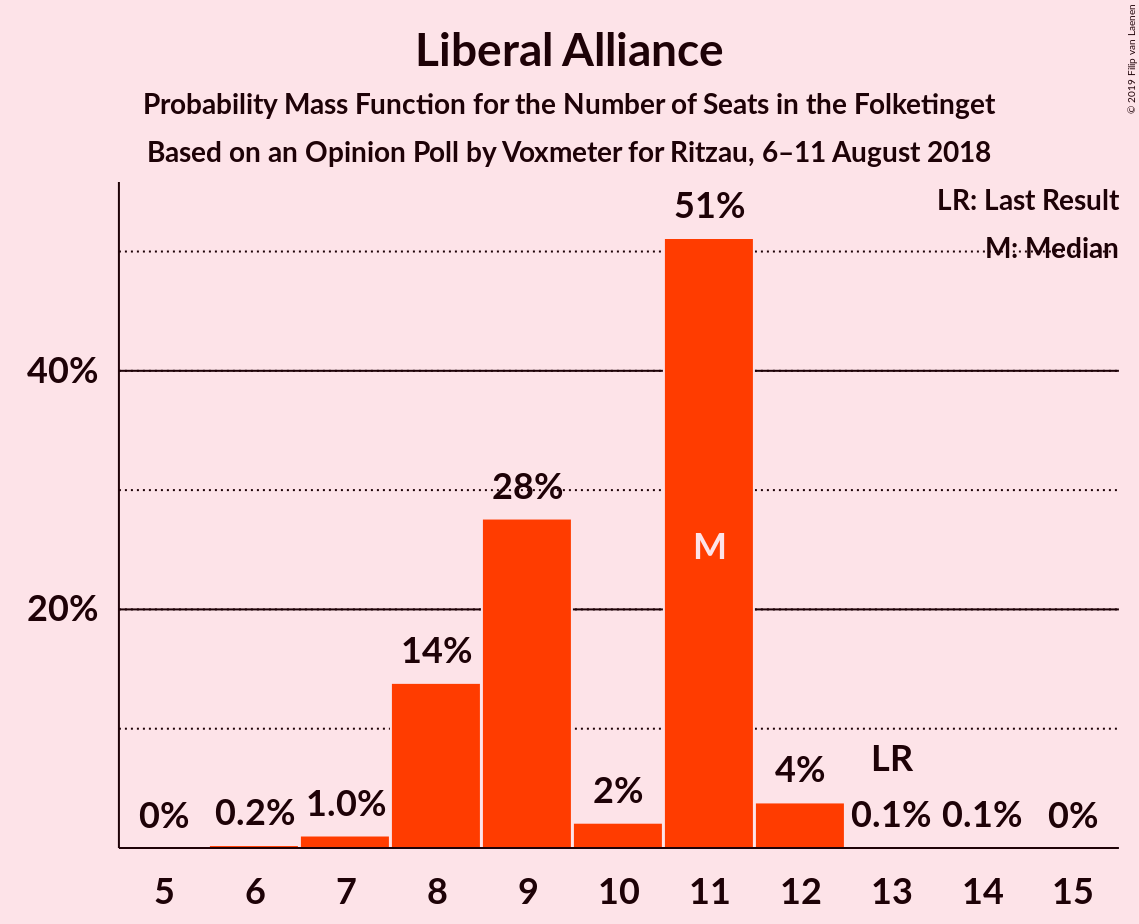 Liberal Alliance
Probability Mass Function for the Number of Seats in the Folketinget
Based on an Opinion Poll by Voxmeter for Ritzau, 6–11 August 2018
© 2019 Filip van Laenen
LR: Last Result
M: Median
40%
20%
0%
0.2%
1.0%
14%
28%
2%
51%
M
4%
LR
0.1%
0.1%
0%
5 6 7 8 9 10 11 12 13 14 15